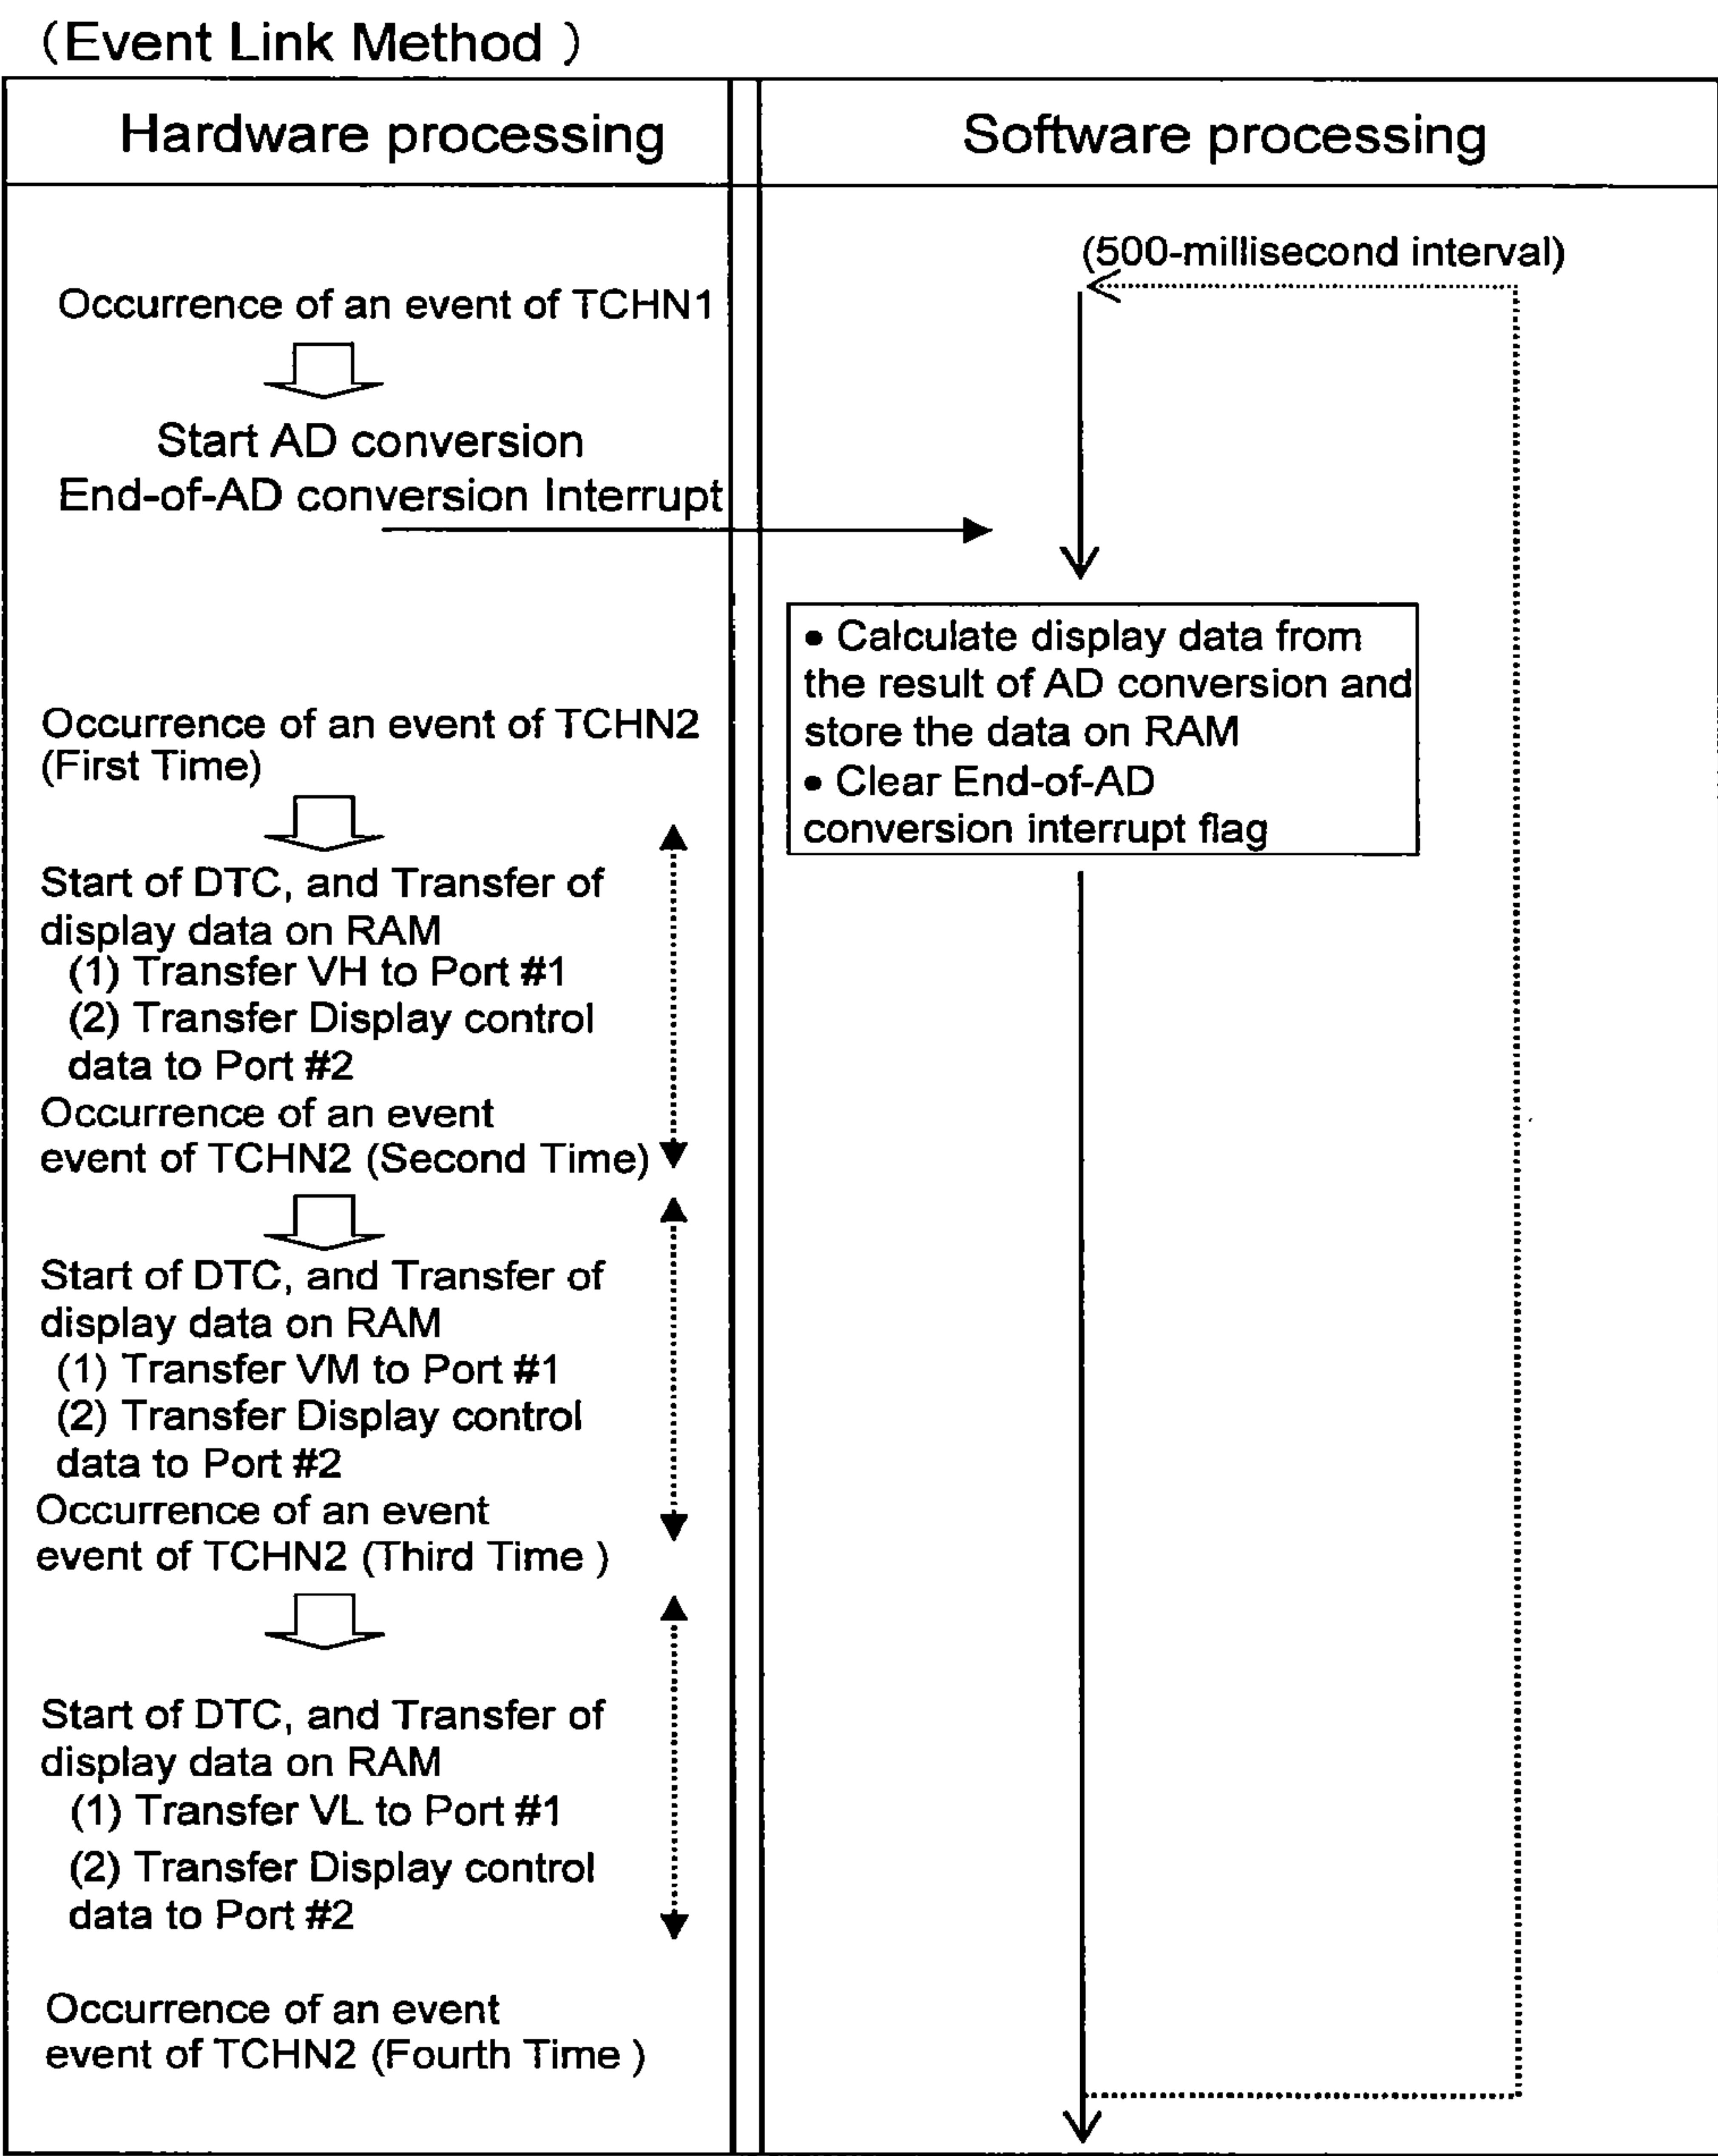 (Event Link Method )
Hardware processing
Software processing
Occurrence of an event of TCHN1
Start AD conversion
End-of-AD conversion Interrupt
Occurrence of an event of TCHN2
(First Time)
Start of DTC, and Transfer of
display data on RAM
(1) Transfer VH to Port #1
(2) Transfer Display control
data to Port #2
Occurrence of an event
event of TCHN2 (Second Time)
Start of DTC, and Transfer of
display data on RAM
(1) Transfer VM to Port #1
(2) Transfer Display control
data to Port #2
Occurrence of an event
event of TCHN2 (Third Time )
Start of DTC, and Transfer of
display data on RAM
(1) Transfer VL to Port #1
(2) Transfer Display control
data to Port #2
Occurrence of an event
event of TCHN2 (Fourth Time )
(500-millisecond interval)
• Calculate display data from
the result of AD conversion and
store the data on RAM
• Clear End-of-AD
conversion interrupt flag